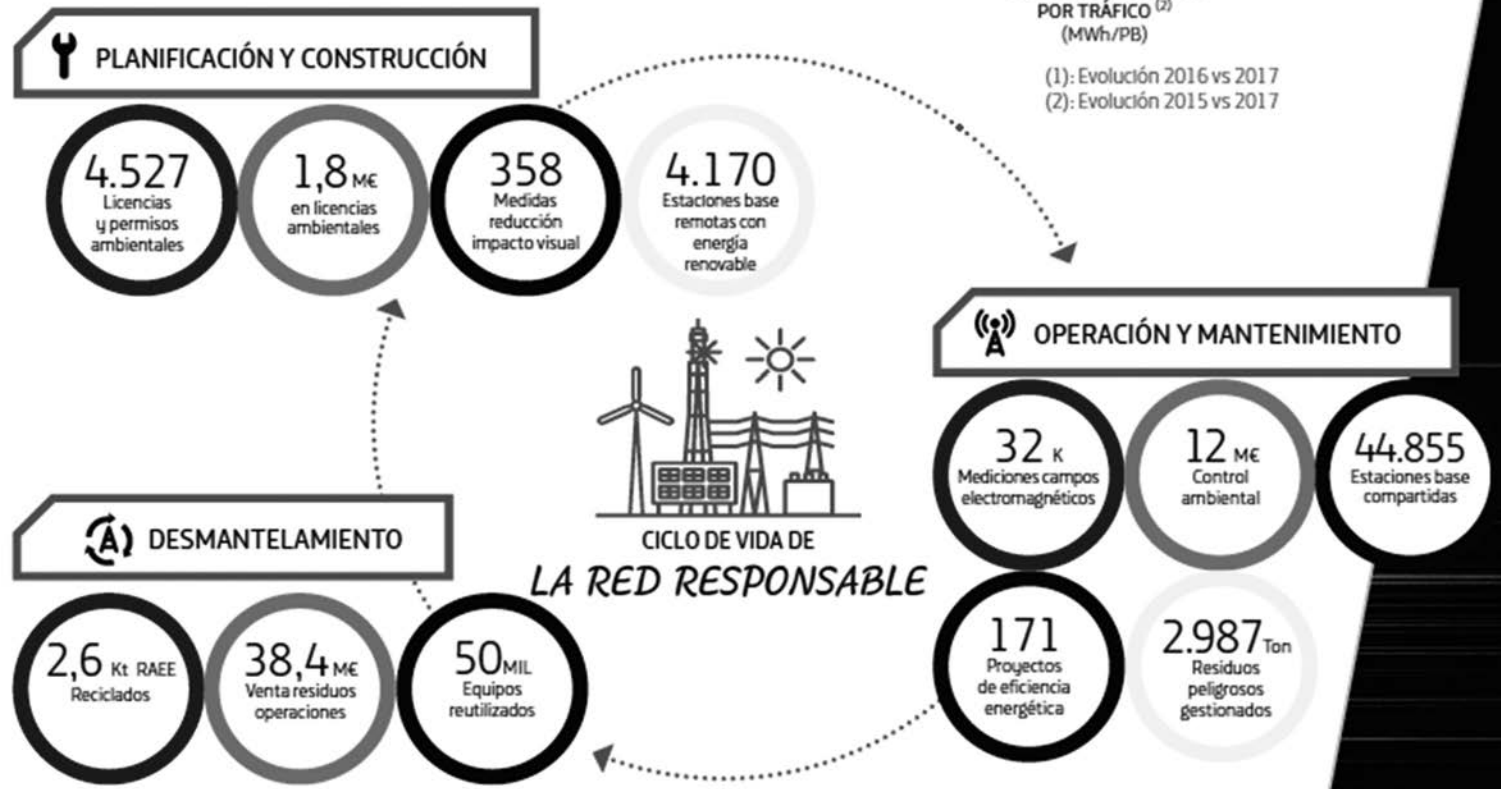 POR TRÁFICO (2)
(MWh/PB)
(1): Evolución 2016 vs 2017
(2): Evolución 2015 vs 2017
PLANIFICACIÓN Y CONSTRUCCIÓN
4.527
Licencias
y permisos
ambientales
1,8 M€
en licencias
ambientales
358
Medidas
reducción
impacto visual
4.170
Estaciones base
remotas con
energía
renovable
OPERACIÓN Y MANTENIMIENTO
32 K
Mediciones campos
electromagnéticos
12 M€
Control
ambiental
44.855
Estaciones base
compartidas
171
Proyectos
de eficiencia
energética
2.987 Ton
Residuos
peligrosos
gestionados
CICLO DE VIDA DE
LA RED RESPONSABLE
DESMANTELAMIENTO
2,6 Kt RAEE
Reciclados
38,4 M€
Venta residuos
operaciones
50 MIL
Equipos
reutilizados